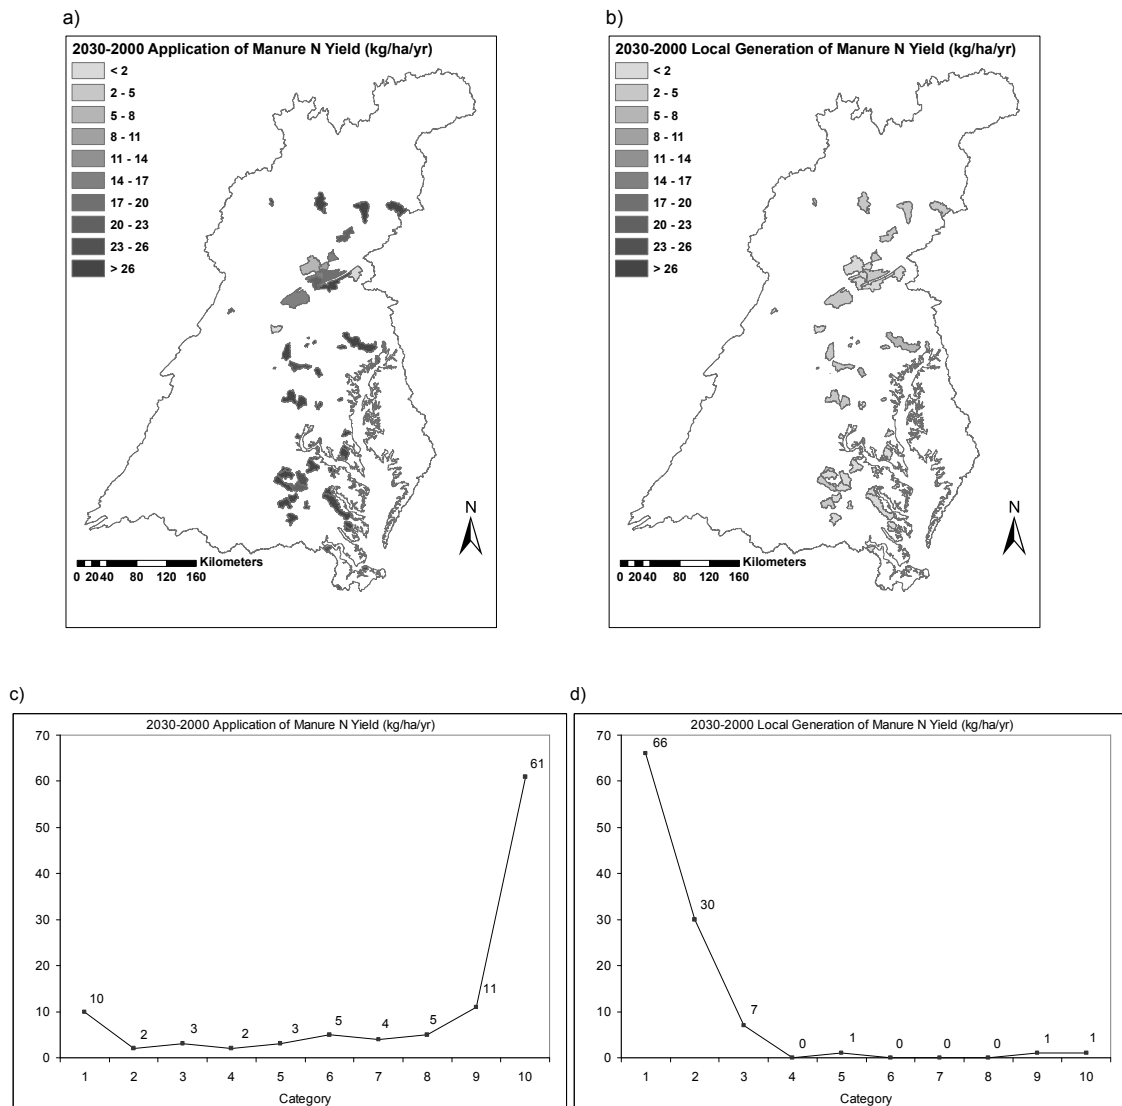 a)
2030-2000 Application of Manure N Yield (kg/ha/yr)
< 2
2 - 5
5 - 8
8 - 11
11 - 14
14 - 17
17 - 20
20 - 23
23 - 26
> 26
N
Kilometers
0 20 40 80 120 160
b)
2030-2000 Local Generation of Manure N Yield (kg/ha/yr)
< 2
2 - 5
5 - 8
8 - 11
11 - 14
14 - 17
17 - 20
20 - 23
23 - 26
> 26
N
Kilometers
0 20 40 80 120 160
c)
2030-2000 Application of Manure N Yield (kg/ha/yr)
70
60
50
40
30
20
10
0
10
2
3
2
3
5
4
5
11
61
1 2 3 4 5 6 7 8 9 10
Category
d)
2030-2000 Local Generation of Manure N Yield (kg/ha/yr)
70
60
50
40
30
20
10
0
66
30
7
0
1
0
0
0
1
1
1 2 3 4 5 6 7 8 9 10
Category